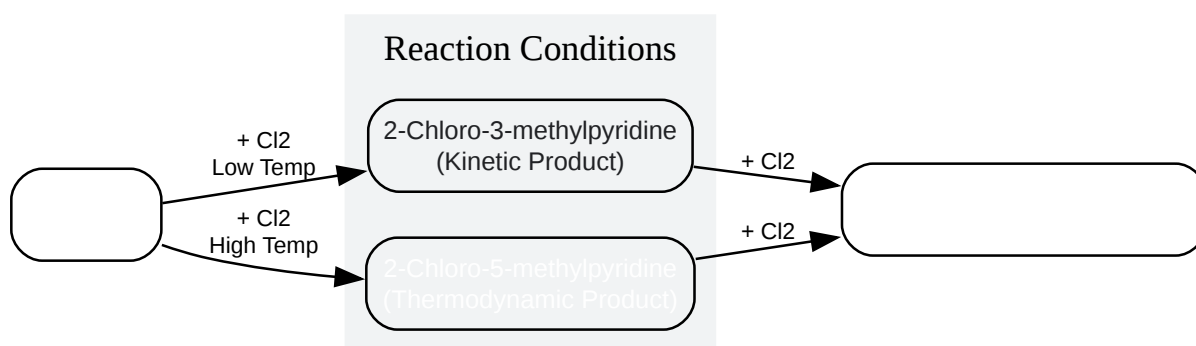 Reaction Conditions
+ Cl2
Low Temp
2-Chloro-3-methylpyridine
(Kinetic Product)
+ Cl2
+ Cl2
High Temp
2-Chloro-5-methylpyridine
(Thermodynamic Product)
+ Cl2